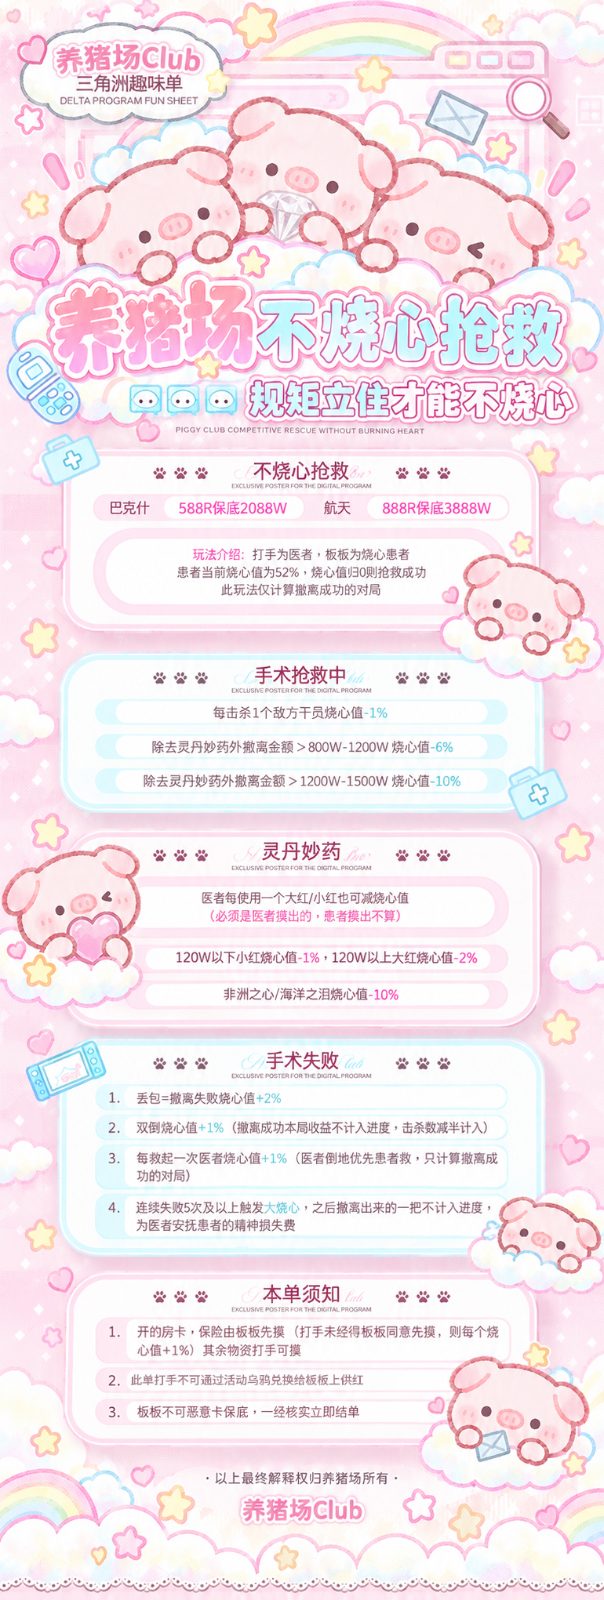 养猪场Club
三角洲趣味单
DELTA PROGRAM FUN SHEET
养猪场不烧心抢救
规矩立住才能不烧心
PIGGY CLUB COMPETITIVE RESCUE WITHOUT BURNING HEART
不烧心抢救
EXCLUSIVE POSTER FOR THE DIGITAL PROGRAM
巴克什 588R保底2088W 航天 888R保底3888W
玩法介绍：打手为医者，板板为烧心患者
患者当前烧心值为52%，烧心值归0则抢救成功
此玩法仅计算撤离成功的对局
手术抢救中
EXCLUSIVE POSTER FOR THE DIGITAL PROGRAM
每击杀1个敌方干员烧心值-1%
除去灵丹妙药外撤离金额＞800W-1200W 烧心值-6%
除去灵丹妙药外撤离金额＞1200W-1500W 烧心值-10%
灵丹妙药
EXCLUSIVE POSTER FOR THE DIGITAL PROGRAM
医者每使用一个大红/小红也可减烧心值
（必须是医者摸出的，患者摸出不算）
120W以下小红烧心值-1%，120W以上大红烧心值-2%
非洲之心/海洋之泪烧心值-10%
手术失败
EXCLUSIVE POSTER FOR THE DIGITAL PROGRAM
1. 丢包=撤离失败烧心值+2%
2. 双倒烧心值+1%（撤离成功本局收益不计入进度，击杀数减半计入）
3. 每救起一次医者烧心值+1%（医者倒地优先患者救，只计算撤离成
功的对局）
4. 连续失败5次及以上触发大烧心，之后撤离出来的一把不计入进度，
为医者安抚患者的精神损失费
本单须知
EXCLUSIVE POSTER FOR THE DIGITAL PROGRAM
1. 开的房卡，保险由板板先摸（打手未经得板板同意先摸，则每个烧
心值+1%）其余物资打手可摸
2. 此单打手不可通过活动乌鸦兑换给板板上供红
3. 板板不可恶意卡保底，一经核实立即结单
·以上最终解释权归养猪场所有·
养猪场Club